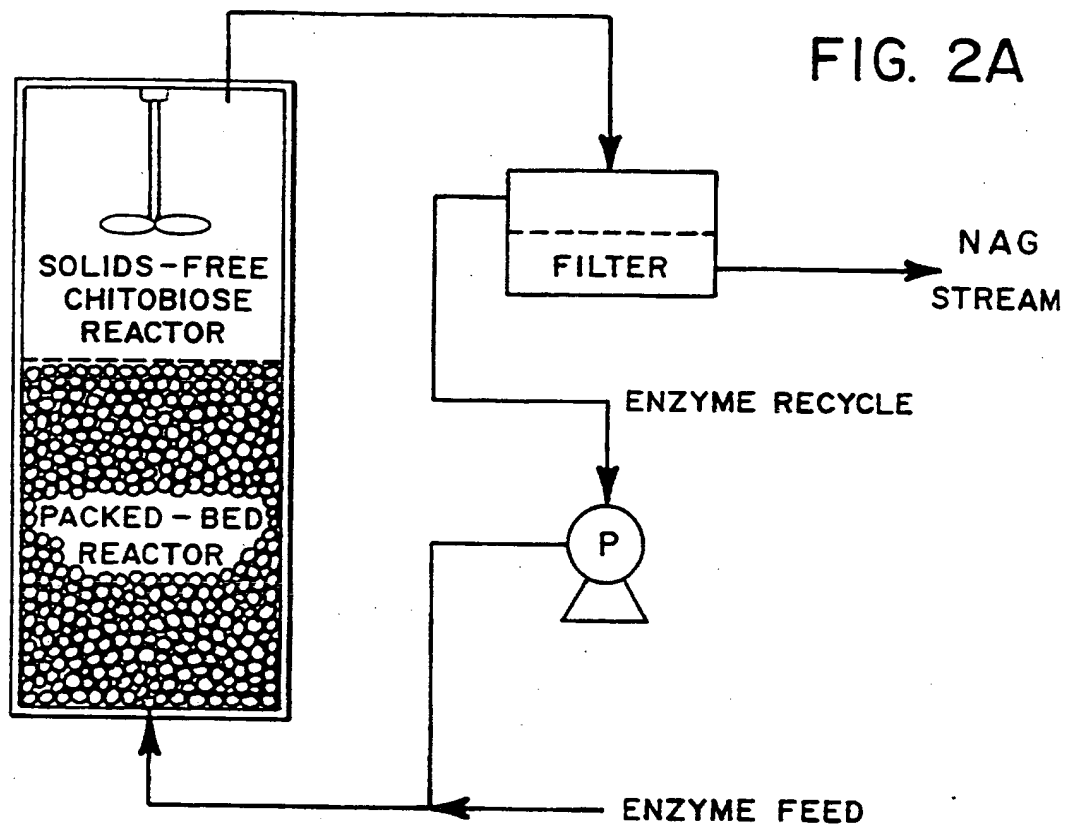 FIG. 2A
SOLIDS-FREE
CHITOBIOSE
REACTOR
FILTER
NAG
STREAM
ENZYME RECYCLE
PACKED-BED
REACTOR
P
ENZYME FEED